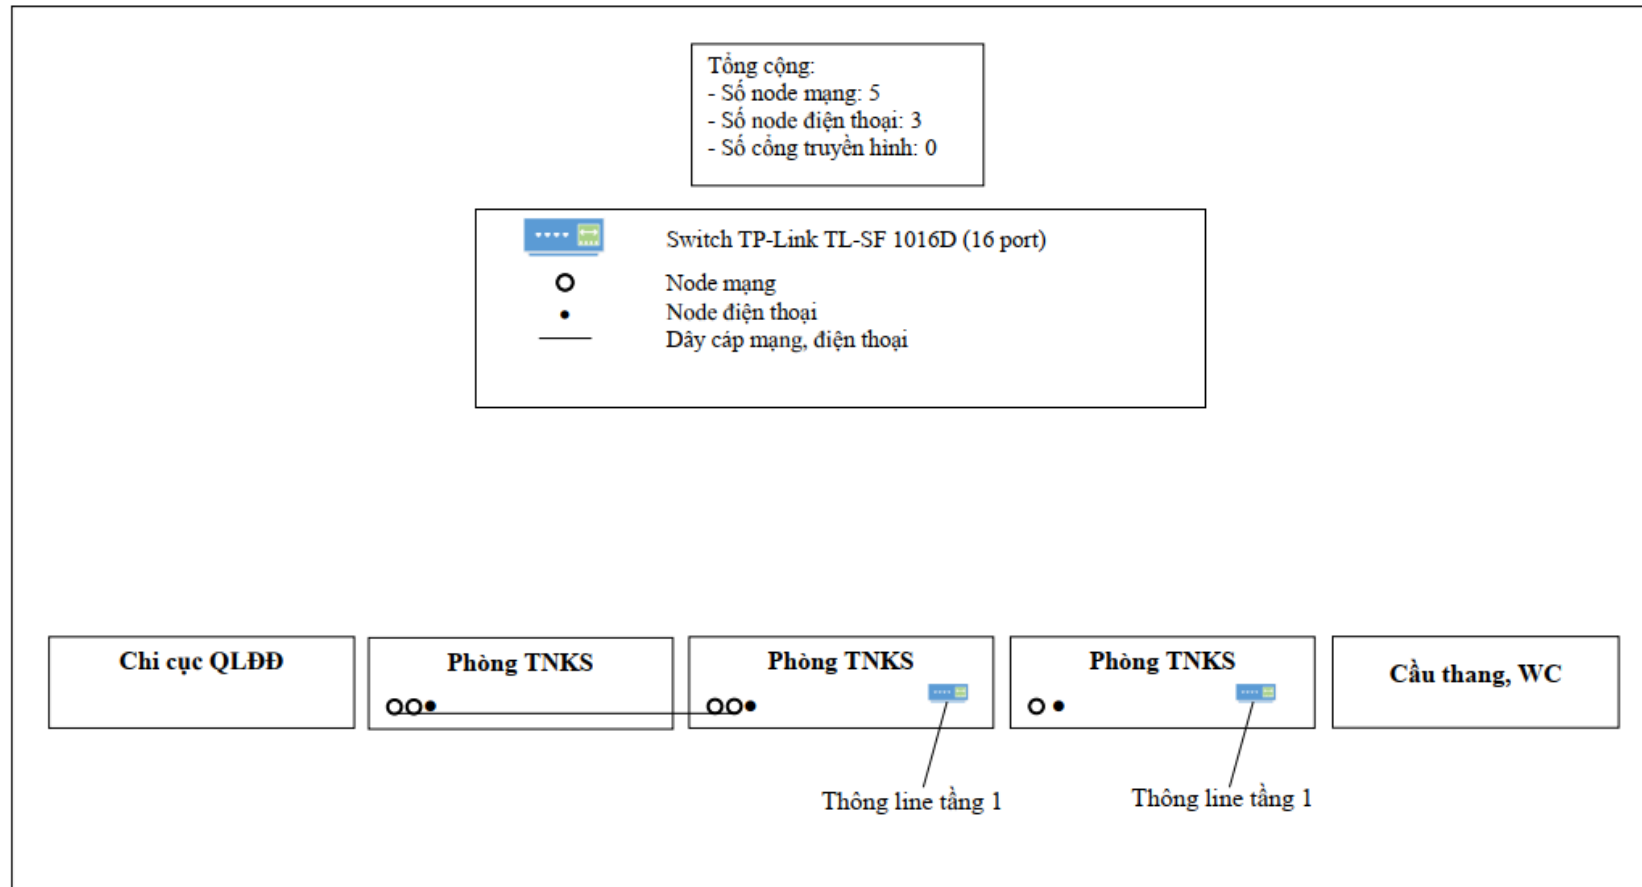 Tổng cộng:
- Số node mạng: 5
- Số node điện thoại: 3
- Số cổng truyền hình: 0
Switch TP-Link TL-SF 1016D (16 port)
Node mạng
Node điện thoại
Dây cáp mạng, điện thoại
Chi cục QLĐĐ
Phòng TNKS
Phòng TNKS
Phòng TNKS
Cầu thang, WC
Thông line tầng 1
Thông line tầng 1